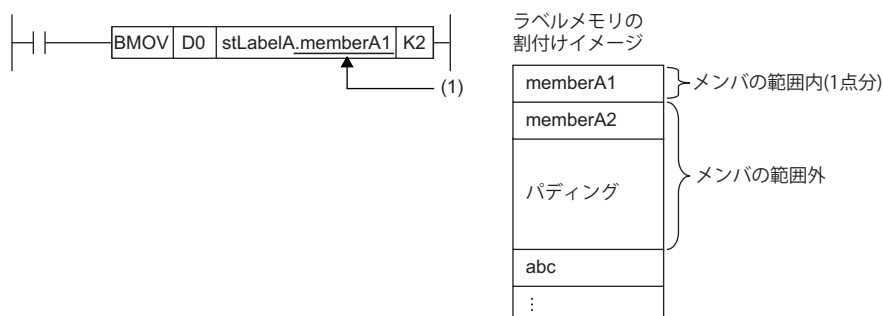 BMOV D0 stLabelA.memberA1 K2
(1)
ラベルメモリの
割付けイメージ
memberA1
メンバの範囲内(1点分)
memberA2
パディング
メンバの範囲外
abc
⋮